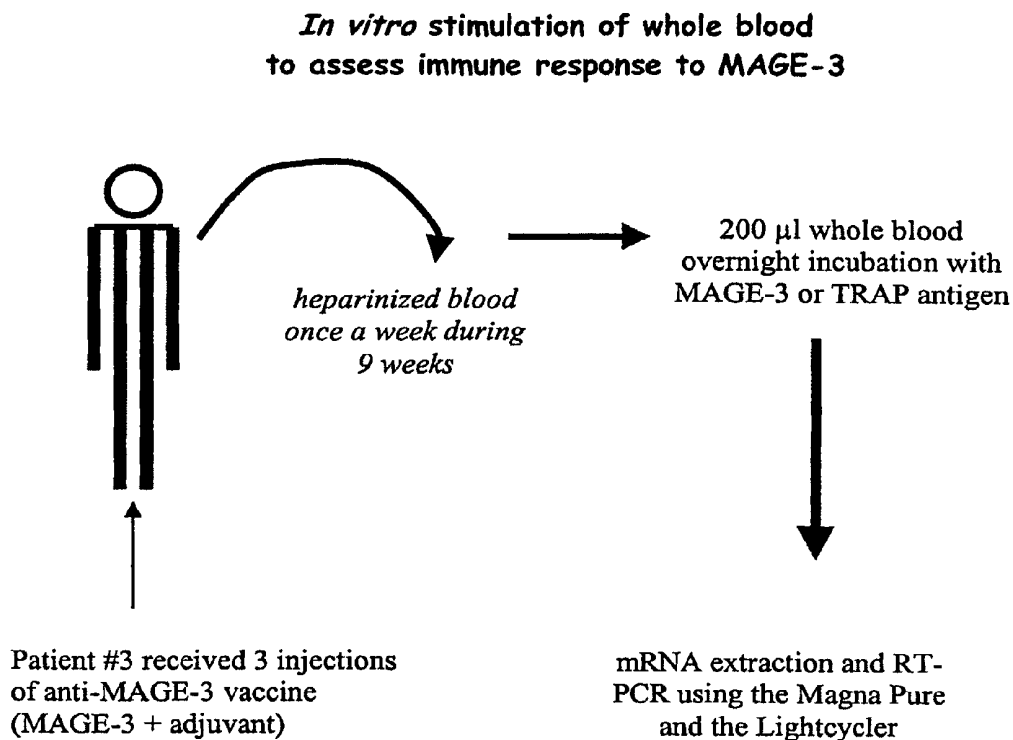 In vitro stimulation of whole blood
to assess immune response to MAGE-3
200 µl whole blood
overnight incubation with
MAGE-3 or TRAP antigen
heparinized blood
once a week during
9 weeks
Patient #3 received 3 injections
of anti-MAGE-3 vaccine
(MAGE-3 + adjuvant)
mRNA extraction and RT-
PCR using the Magna Pure
and the Lightcycler